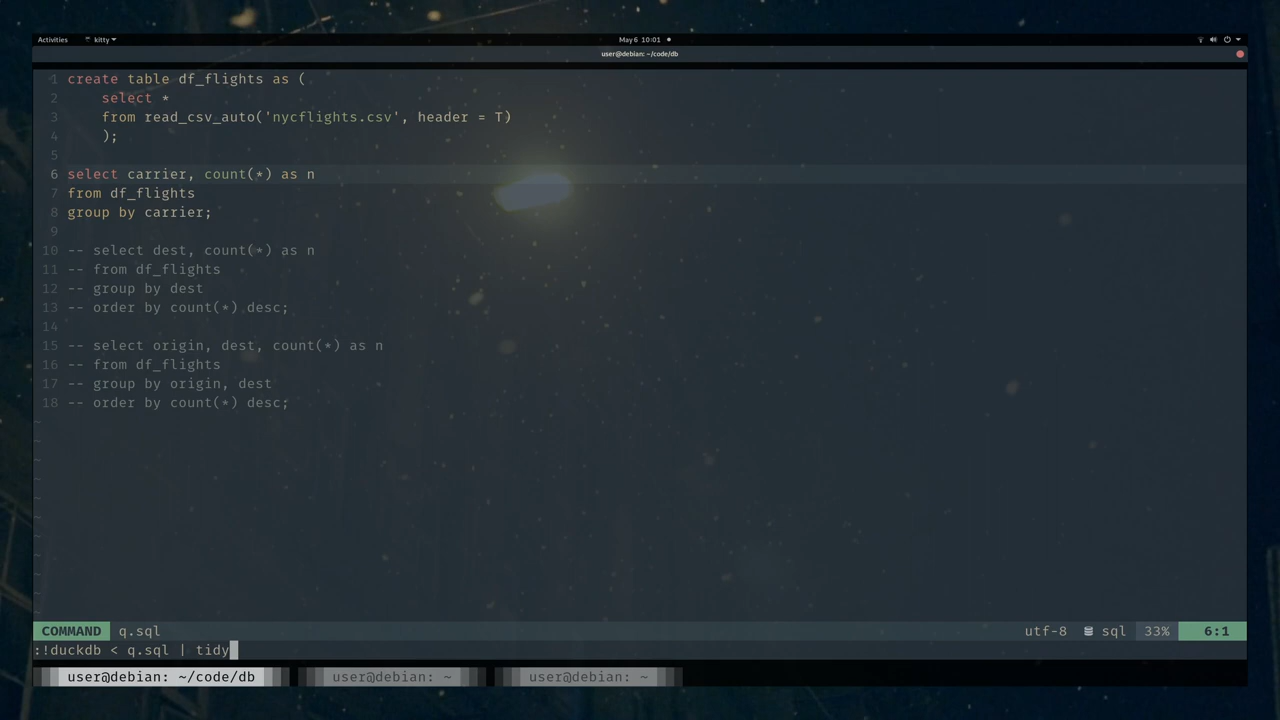 Activities kitty May 6 10:01
user@debian: ~/code/db
1 create table df_flights as (
2 select *
3 from read_csv_auto('nycflights.csv', header = T)
4 );
5
6 select carrier, count(*) as n
7 from df_flights
8 group by carrier;
9
10 -- select dest, count(*) as n
11 -- from df_flights
12 -- group by dest
13 -- order by count(*) desc;
14
15 -- select origin, dest, count(*) as n
16 -- from df_flights
17 -- group by origin, dest
18 -- order by count(*) desc;
~
~
~
~
~
~
~
~
~
~
COMMAND q.sql utf-8 sql 33% 6:1
:!duckdb < q.sql | tidy
user@debian: ~/code/db user@debian: ~ user@debian: ~